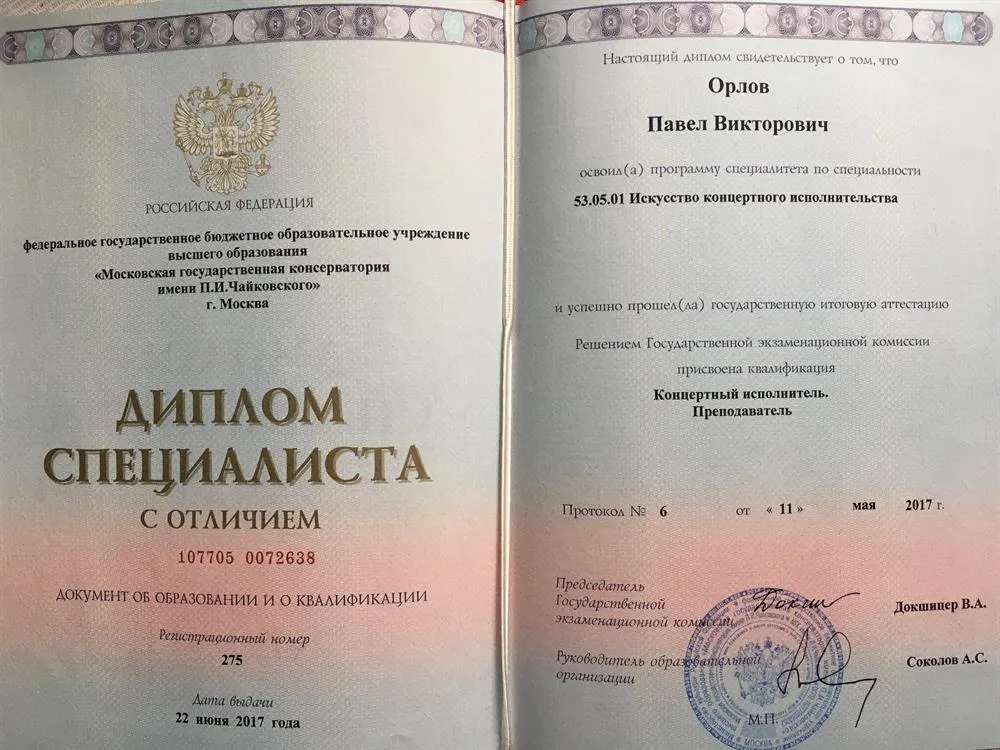 РОССИЙСКАЯ ФЕДЕРАЦИЯ
федеральное государственное бюджетное образовательное учреждение
высшего образования
«Московская государственная консерватория
имени П.И.Чайковского»
г. Москва
ДИПЛОМ
СПЕЦИАЛИСТА
С ОТЛИЧИЕМ
107705 0072638
ДОКУМЕНТ ОБ ОБРАЗОВАНИИ И О КВАЛИФИКАЦИИ
Регистрационный номер
275
Дата выдачи
22 июня 2017 года
Настоящий диплом свидетельствует о том, что
Орлов
Павел Викторович
освоил(а) программу специалитета по специальности
53.05.01 Искусство концертного исполнительства
и успешно прошел(ла) государственную итоговую аттестацию
Решением Государственной экзаменационной комиссии
присвоена квалификация
Концертный исполнитель.
Преподаватель
Протокол № 6 от « 11 » мая 2017 г.
Председатель
Государственной
экзаменационной комиссии
Докшицер В.А.
Руководитель образовательной
организации
Соколов А.С.
М.П.